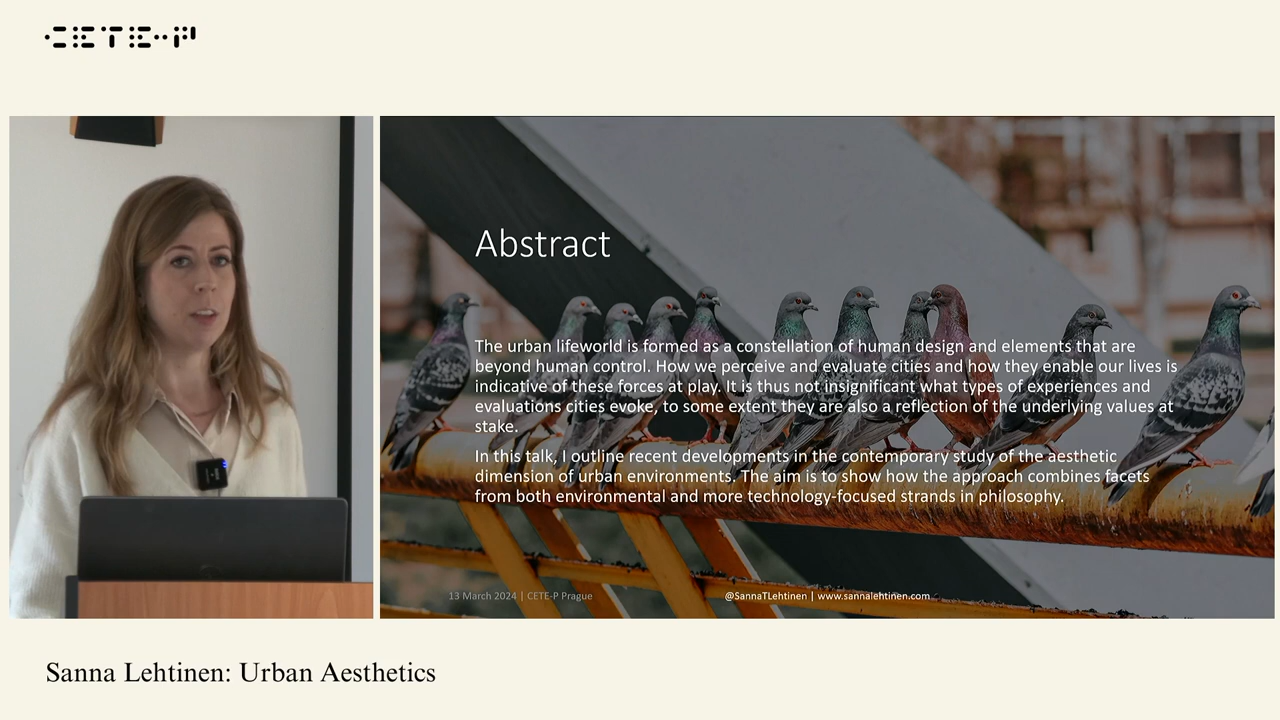 CETE-P
Abstract
The urban lifeworld is formed as a constellation of human design and elements that are
beyond human control. How we perceive and evaluate cities and how they enable our lives is
indicative of these forces at play. It is thus not insignificant what types of experiences and
evaluations cities evoke, to some extent they are also a reflection of the underlying values at
stake.
In this talk, I outline recent developments in the contemporary study of the aesthetic
dimension of urban environments. The aim is to show how the approach combines facets
from both environmental and more technology-focused strands in philosophy.
13 March 2024 | CETE-P Prague
@SannaTLehtinen | www.sannalehtinen.com
Sanna Lehtinen: Urban Aesthetics